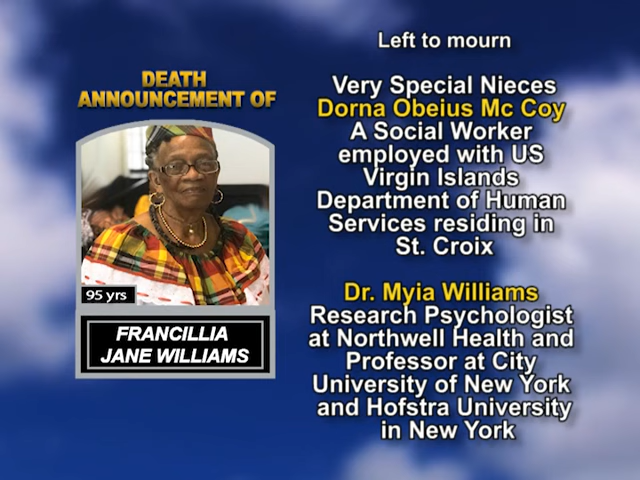 DEATH
ANNOUNCEMENT OF
95 yrs
FRANCILLIA
JANE WILLIAMS
Left to mourn
Very Special Nieces
Dorna Obeius Mc Coy
A Social Worker
employed with US
Virgin Islands
Department of Human
Services residing in
St. Croix
Dr. Myia Williams
Research Psychologist
at Northwell Health and
Professor at City
University of New York
and Hofstra University
in New York